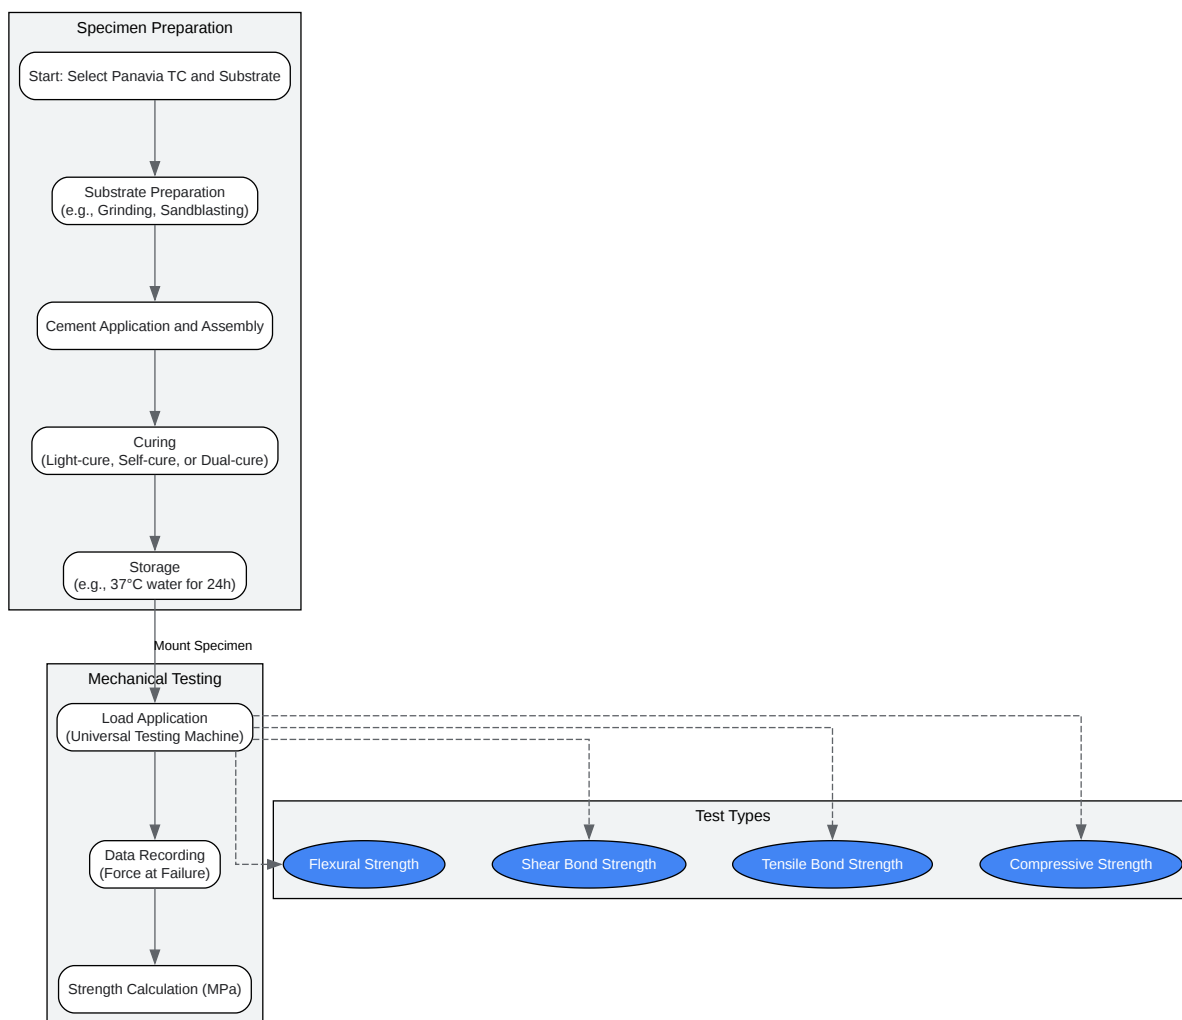 Specimen Preparation
Start: Select Panavia TC and Substrate
Substrate Preparation
(e.g., Grinding, Sandblasting)
Cement Application and Assembly
Curing
(Light-cure, Self-cure, or Dual-cure)
Storage
(e.g., 37°C water for 24h)
Mount Specimen
Mechanical Testing
Load Application
(Universal Testing Machine)
Data Recording
(Force at Failure)
Strength Calculation (MPa)
Test Types
Flexural Strength
Shear Bond Strength
Tensile Bond Strength
Compressive Strength